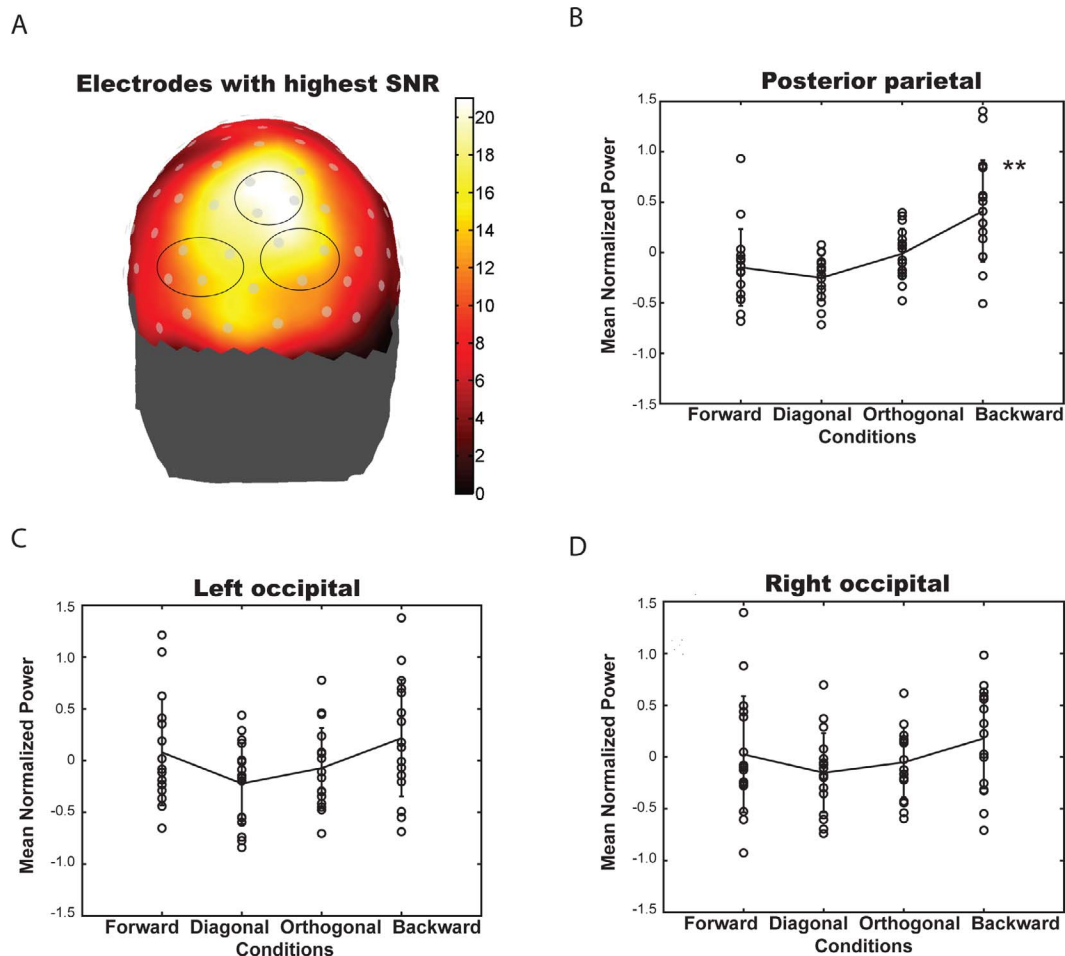 A
Electrodes with highest SNR
20
18
16
14
12
10
8
6
4
2
0
B
Posterior parietal
Mean Normalized Power
1.5
1.0
0.5
0
-0.5
-1.0
-1.5
Forward Diagonal Orthogonal Backward
Conditions
**
C
Left occipital
Mean Normalized Power
1.5
1.0
0.5
0
-0.5
-1.0
-1.5
Forward Diagonal Orthogonal Backward
Conditions
D
Right occipital
Mean Normalized Power
1.5
1.0
0.5
0
-0.5
-1.0
-1.5
Forward Diagonal Orthogonal Backward
Conditions